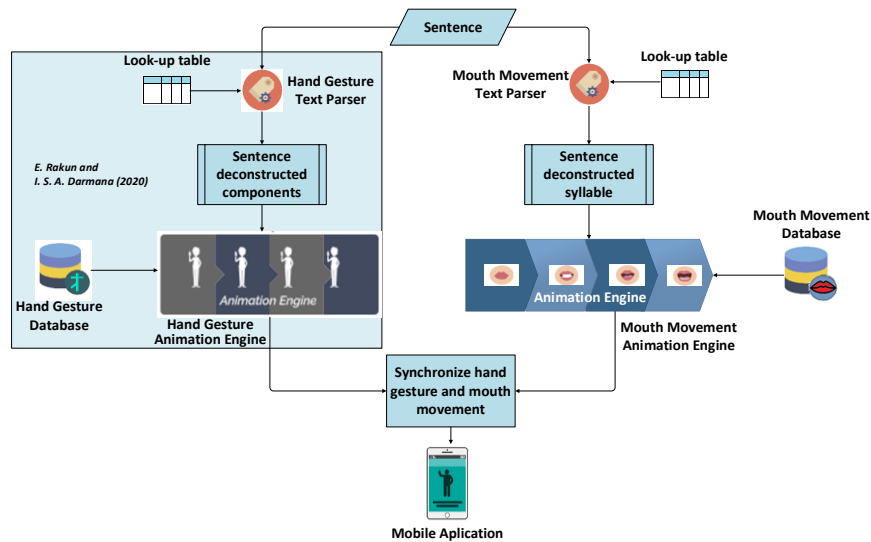 Sentence
Look-up table
Hand Gesture
Text Parser
Mouth Movement
Text Parser
Look-up table
E. Rakun and
I. S. A. Darmana (2020)
Sentence
deconstructed
components
Sentence
deconstructed
syllable
Mouth Movement
Database
Animation Engine
Animation Engine
Hand Gesture
Database
Hand Gesture
Animation Engine
Mouth Movement
Animation Engine
Synchronize hand
gesture and mouth
movement
Mobile Aplication